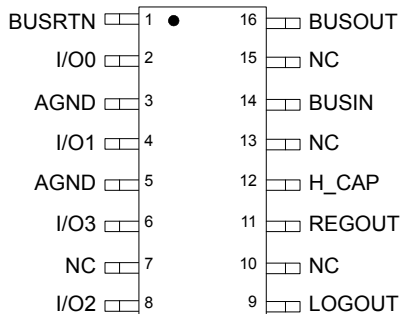 BUSRTN 1 16 BUSOUT
I/O0 2 15 NC
AGND 3 14 BUSIN
I/O1 4 13 NC
AGND 5 12 H_CAP
I/O3 6 11 REGOUT
NC 7 10 NC
I/O2 8 9 LOGOUT